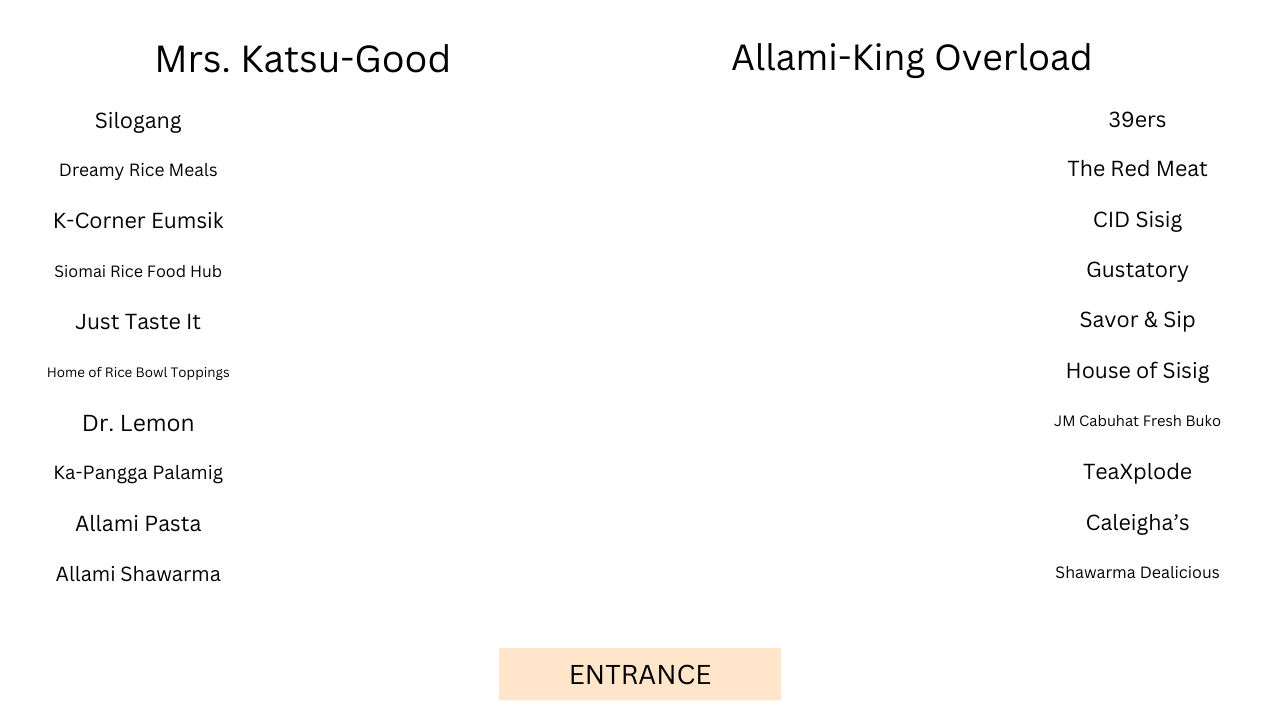 Mrs. Katsu-Good
Allami-King Overload
Silogang
Dreamy Rice Meals
K-Corner Eumsik
Siomai Rice Food Hub
Just Taste It
Home of Rice Bowl Toppings
Dr. Lemon
Ka-Pangga Palamig
Allami Pasta
Allami Shawarma
39ers
The Red Meat
CID Sisig
Gustatory
Savor & Sip
House of Sisig
JM Cabuhat Fresh Buko
TeaXplode
Caleigha’s
Shawarma Dealicious
ENTRANCE